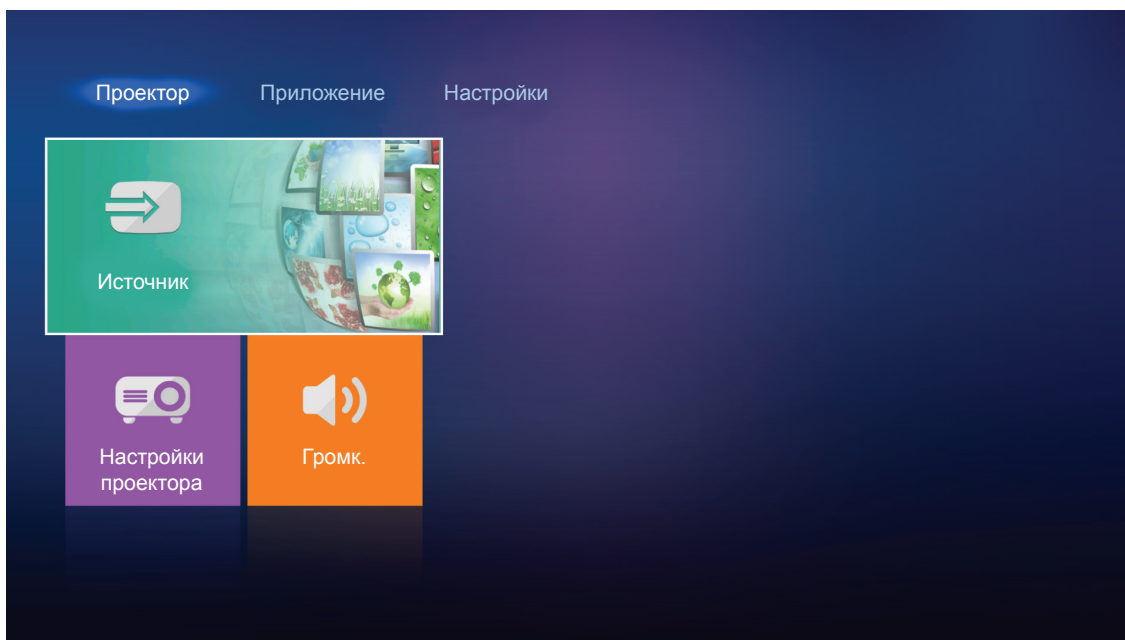 Проектор Приложение Настройки
Источник
Настройки Громк.
проектора